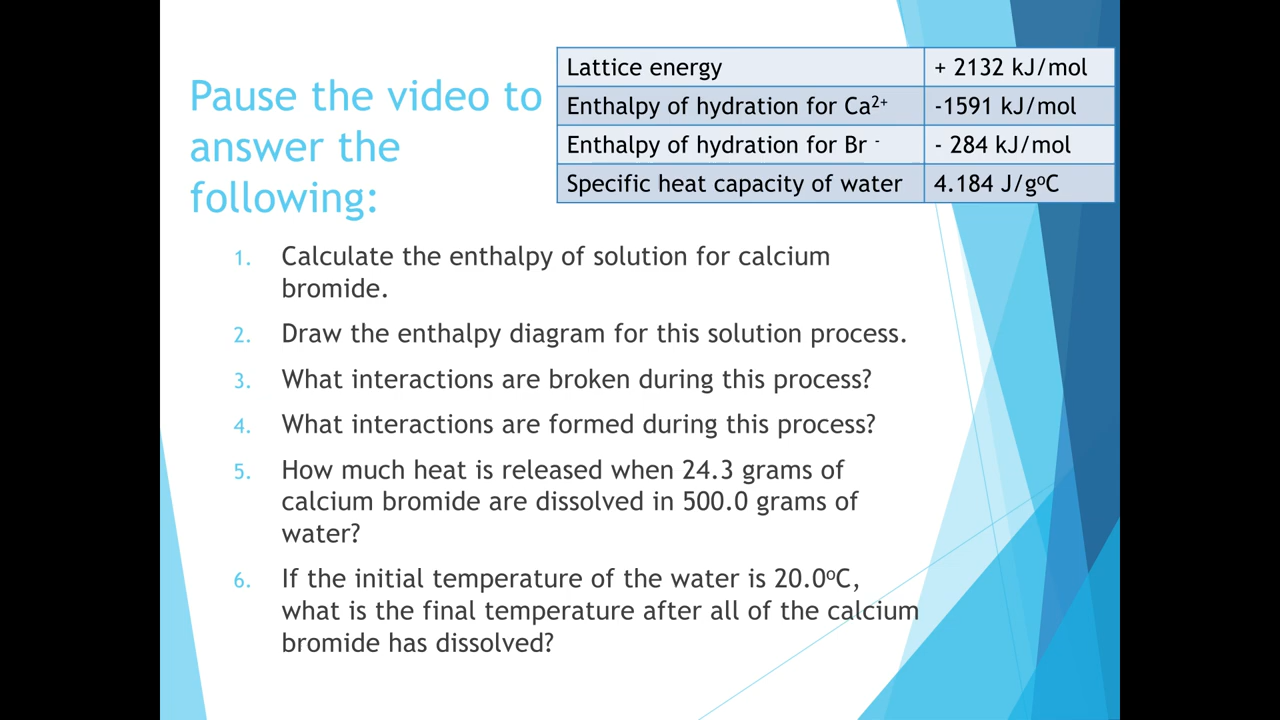 Pause the video to
answer the
following:
Lattice energy + 2132 kJ/mol
Enthalpy of hydration for Ca²⁺ -1591 kJ/mol
Enthalpy of hydration for Br ⁻ - 284 kJ/mol
Specific heat capacity of water 4.184 J/gºC
1. Calculate the enthalpy of solution for calcium
bromide.
2. Draw the enthalpy diagram for this solution process.
3. What interactions are broken during this process?
4. What interactions are formed during this process?
5. How much heat is released when 24.3 grams of
calcium bromide are dissolved in 500.0 grams of
water?
6. If the initial temperature of the water is 20.0ºC,
what is the final temperature after all of the calcium
bromide has dissolved?